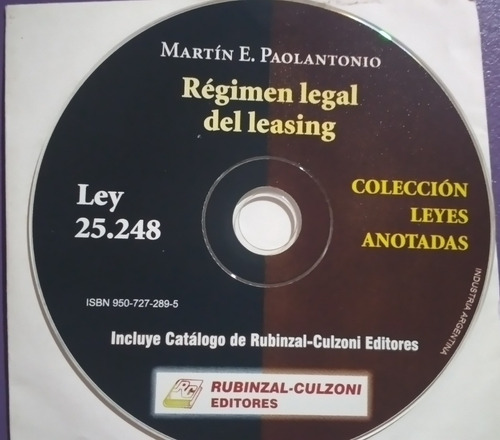 MARTÍN E. PAOLANTONIO
Régimen legal
del leasing
Ley
25.248
COLECCIÓN
LEYES
ANOTADAS
ISBN 950-727-289-5
INDUSTRIA ARGENTINA
Incluye Catálogo de Rubinzal-Culzoni Editores
RC
RUBINZAL-CULZONI
EDITORES